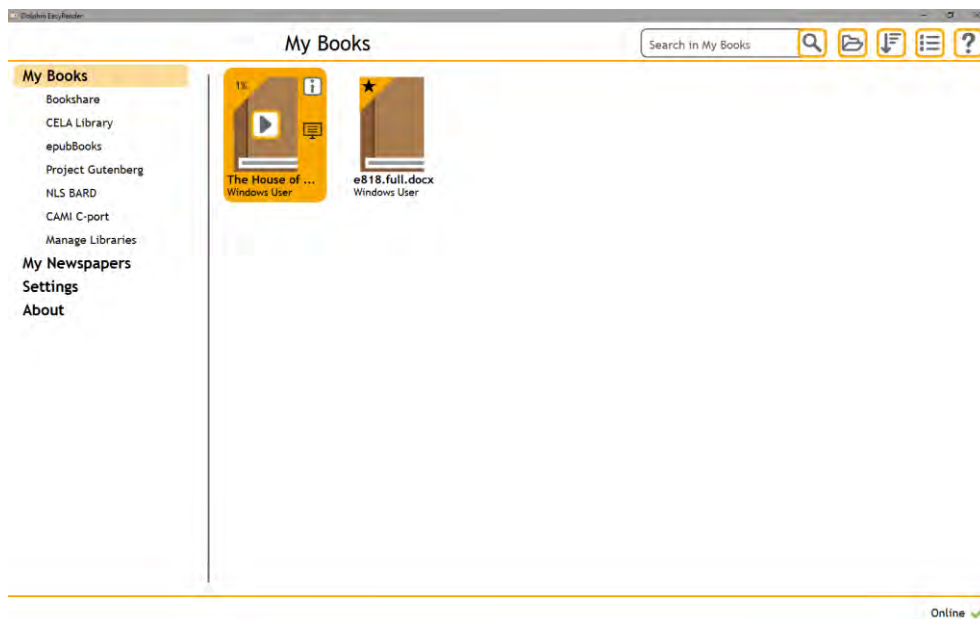 Dolphin EasyReader
My Books
Search in My Books
?
My Books
Bookshare
CELA Library
epubBooks
Project Gutenberg
NLS BARD
CAMI C-port
Manage Libraries
My Newspapers
Settings
About
1%
i
The House of ...
Windows User
e818.full.docx
Windows User
Online